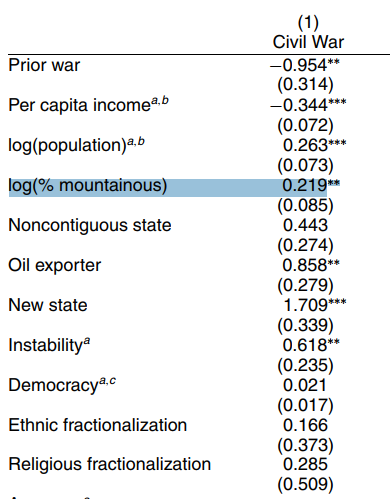 (1)
Civil War
Prior war −0.954**
(0.314)
Per capita income^a,b −0.344***
(0.072)
log(population)^a,b 0.263***
(0.073)
log(% mountainous) 0.219**
(0.085)
Noncontiguous state 0.443
(0.274)
Oil exporter 0.858**
(0.279)
New state 1.709***
(0.339)
Instability^a 0.618**
(0.235)
Democracy^a,c 0.021
(0.017)
Ethnic fractionalization 0.166
(0.373)
Religious fractionalization 0.285
(0.509)